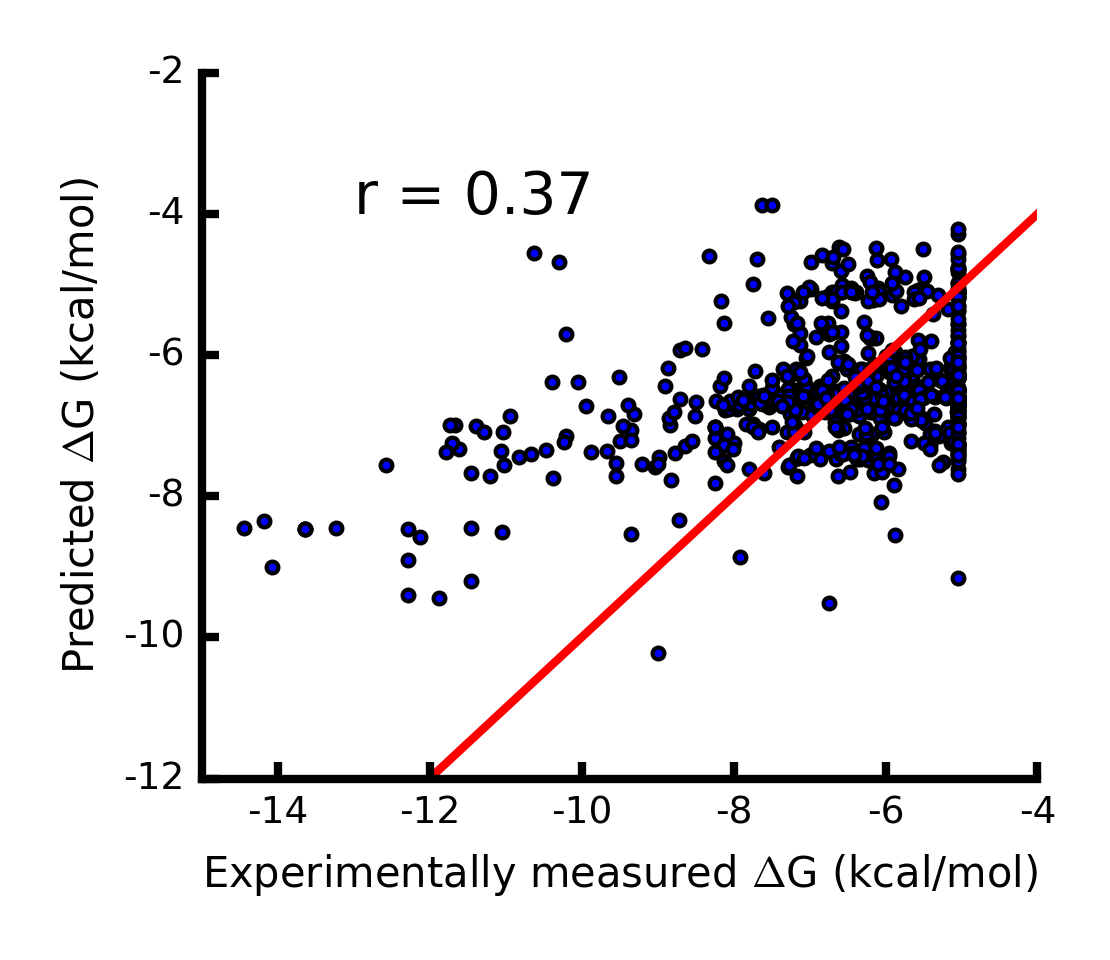 -2
r = 0.37
-4
-6
-8
-10
-12
Predicted ΔG (kcal/mol)
-14 -12 -10 -8 -6 -4
Experimentally measured ΔG (kcal/mol)